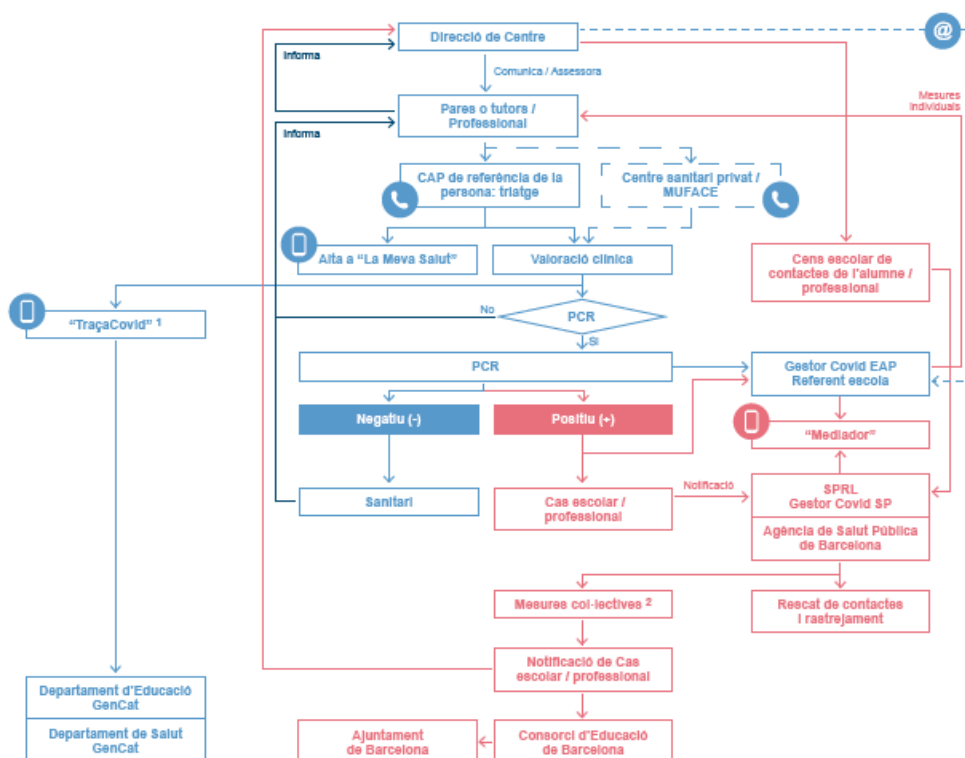 Direcció de Centre
@
Informa
Comunica / Assessora
Mesures
Individuals
Pares o tutors /
Professional
Informa
CAP de referència de la
persona: triatge
Centre sanitari privat /
MUFACE
Alta a “La Meva Salut”
Valoració clínica
Cens escolar de
contactes de l’alumne /
professional
“TraçaCovid” 1
No
PCR
Si
PCR
Gestor Covid EAP
Referent escola
Negatiu (-)
Positiu (+)
“Mediador”
Sanitari
Cas escolar /
professional
Notificació
SPRL
Gestor Covid SP
Agència de Salut Pública
de Barcelona
Mesures col·lectives 2
Rescat de contactes
i rastrejament
Notificació de Cas
escolar / professional
Departament d’Educació
GenCat
Departament de Salut
GenCat
Ajuntament
de Barcelona
Consorci d’Educació
de Barcelona